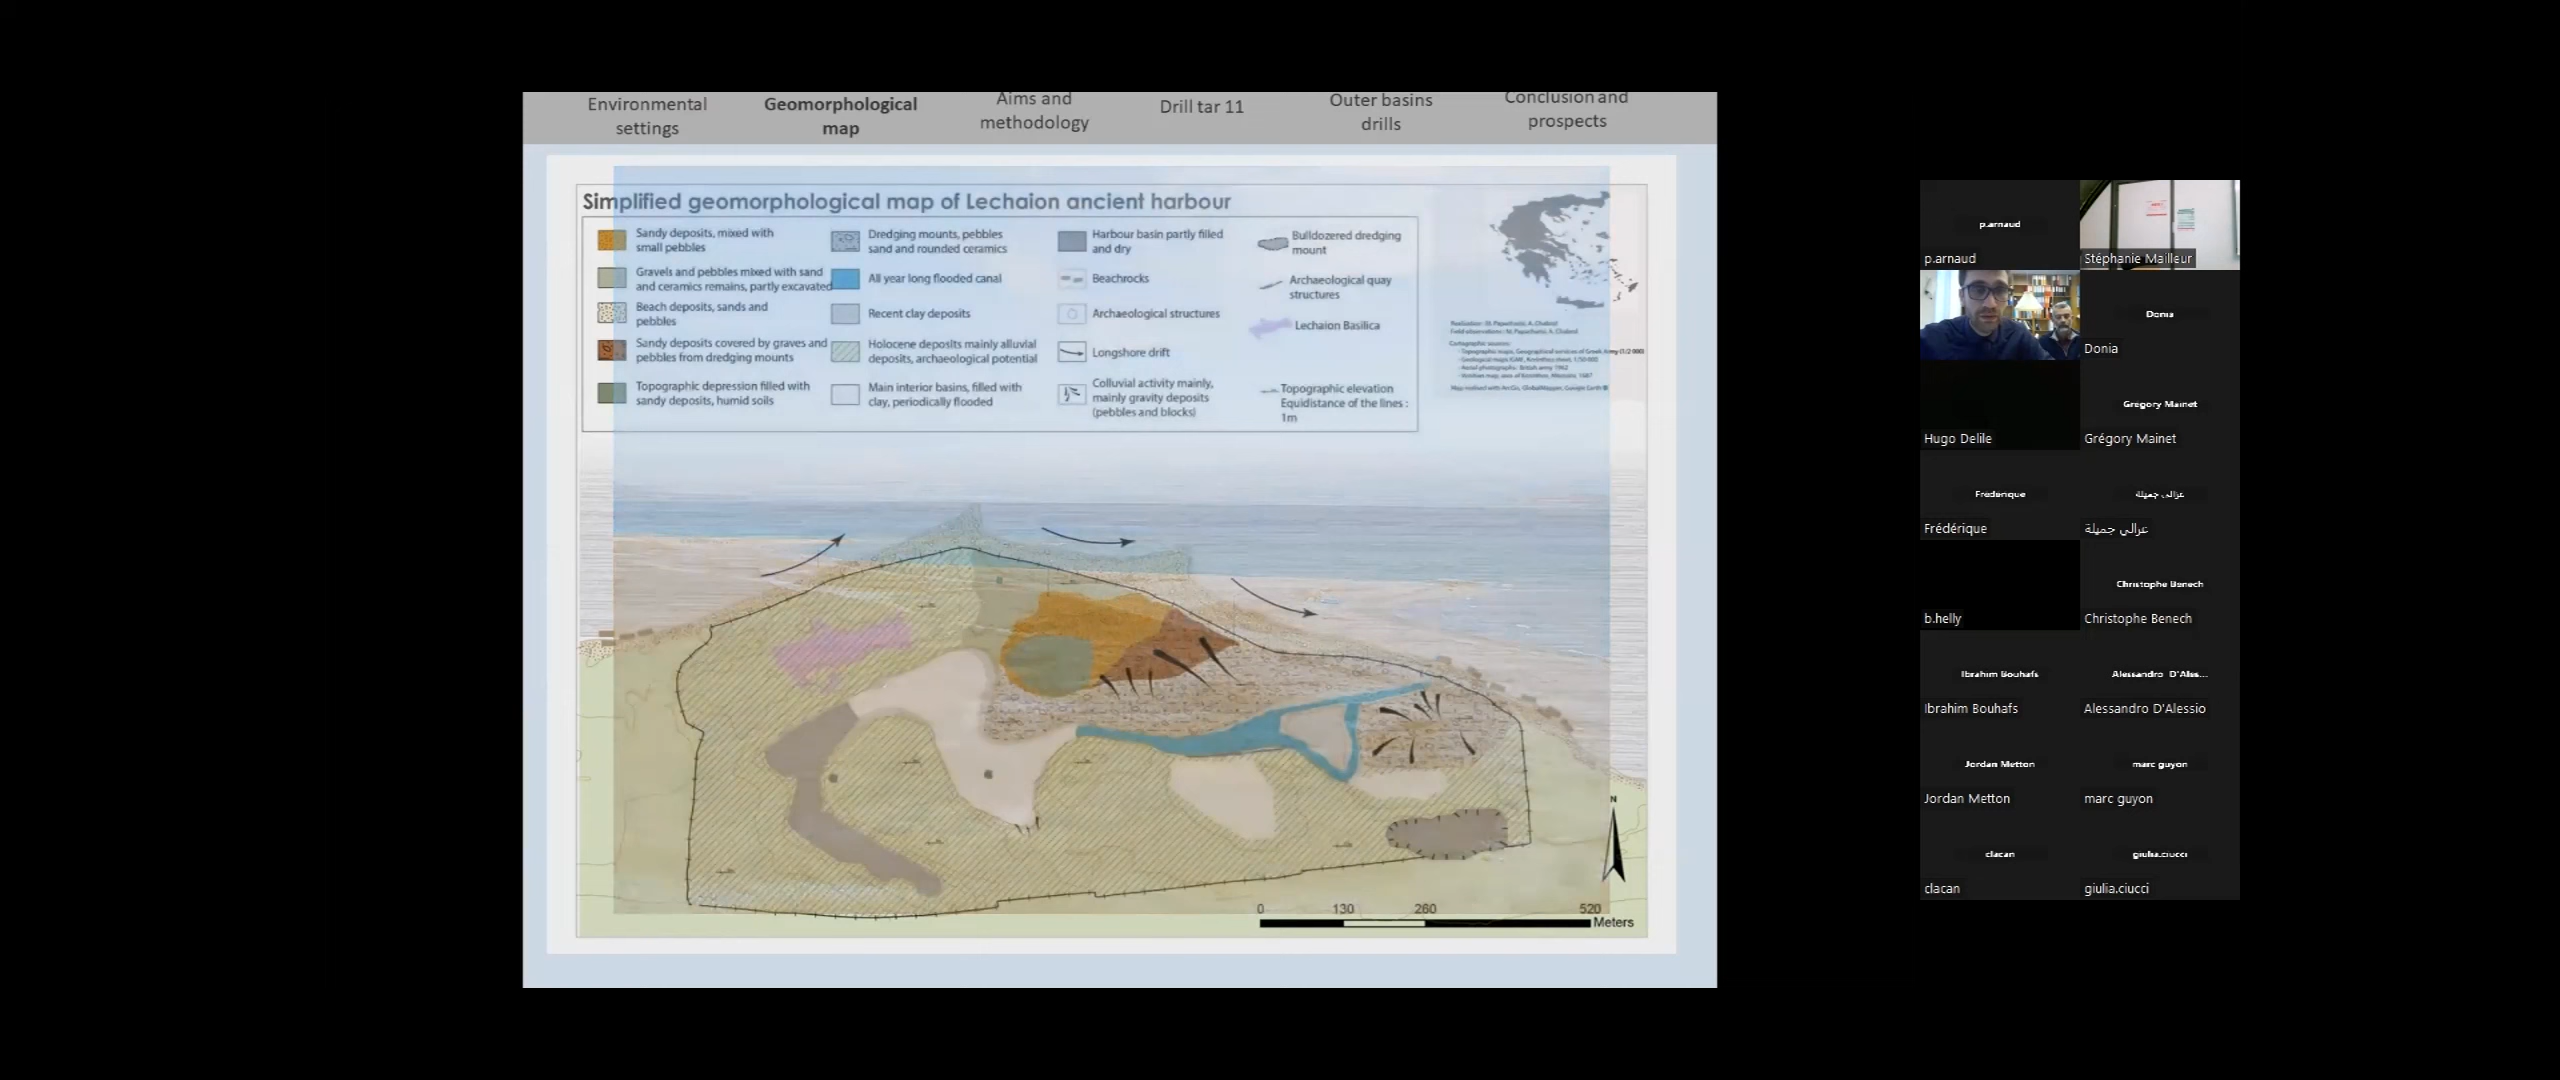 Environmental
settings
Geomorphological
map
Aims and
methodology
Drill tar 11
Outer basins
drills
Conclusion and
prospects
Simplified geomorphological map of Lechaion ancient harbour
Sandy deposits, mixed with
small pebbles
Gravels and pebbles mixed with sand
and ceramics remains, partly excavated
Beach deposits, sands and
pebbles
Sandy deposits covered by graves and
pebbles from dredging mounts
Topographic depression filled with
sandy deposits, humid soils
Dredging mounts, pebbles
sand and rounded ceramics
All year long flooded canal
Recent clay deposits
Holocene deposits mainly alluvial
deposits, archaeological potential
Main interior basins, filled with
clay, periodically flooded
Harbour basin partly filled
and dry
Beachrocks
Archaeological structures
Longshore drift
Colluvial activity mainly,
mainly gravity deposits
(pebbles and blocks)
Bulldozered dredging
mount
Archaeological quay
structures
Lechaion Basilica
Topographic elevation
Equidistance of the lines :
1m
N
0 130 260 520
Meters
p.arnaud
p.arnaud
Stéphanie Mailleur
Donia
Donia
Hugo Delile
Grégory Mainet
Grégory Mainet
Frédérique
Frédérique
عزالي جميلة
عزالي جميلة
b.helly
Christophe Benech
Christophe Benech
Ibrahim Bouhafs
Ibrahim Bouhafs
Alessandro D'Ales...
Alessandro D'Alessio
Jordan Metton
Jordan Metton
marc guyon
marc guyon
clacan
clacan
giulia.ciucci
giulia.ciucci